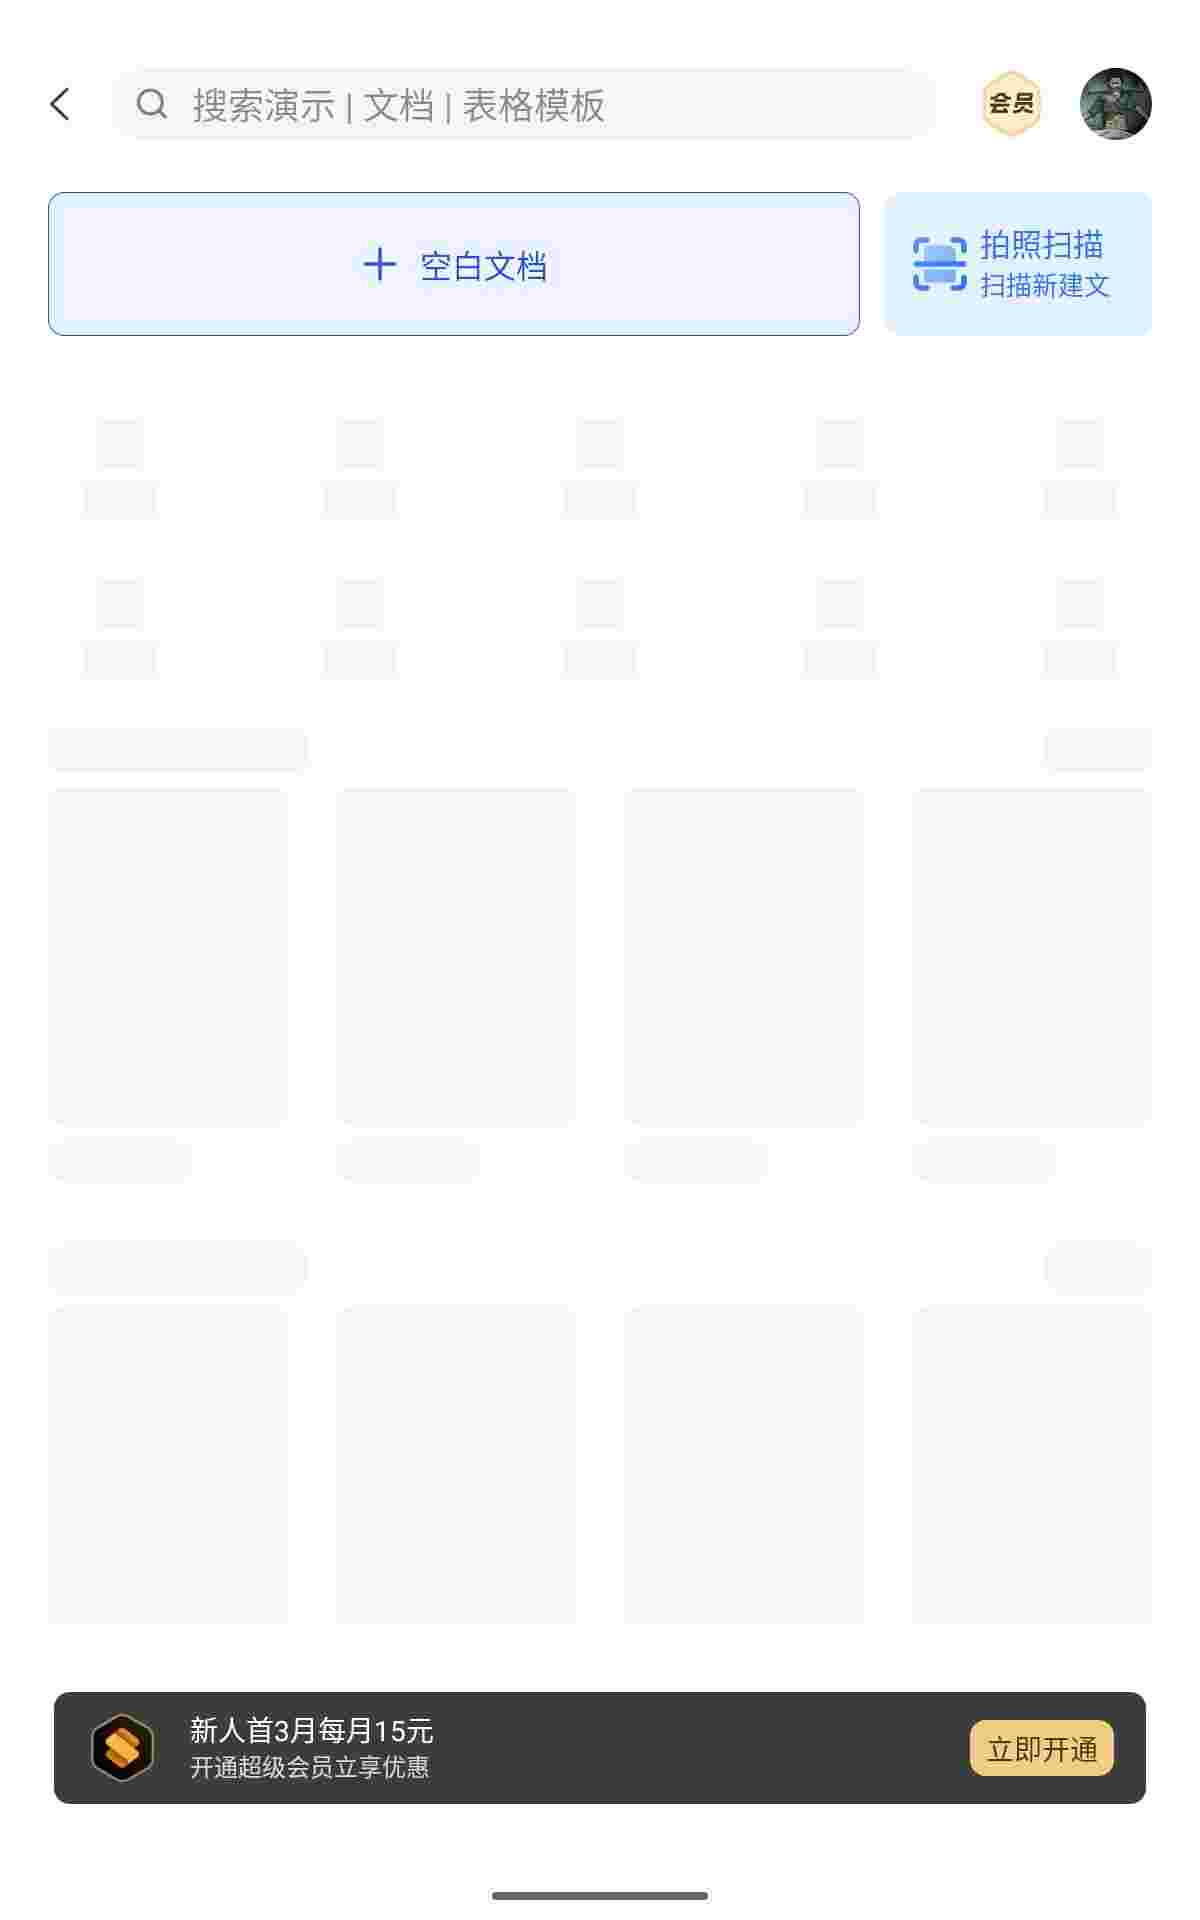 搜索演示 | 文档 | 表格模板
会员
空白文档
拍照扫描
扫描新建文
新人首3月每月15元
开通超级会员立享优惠
立即开通